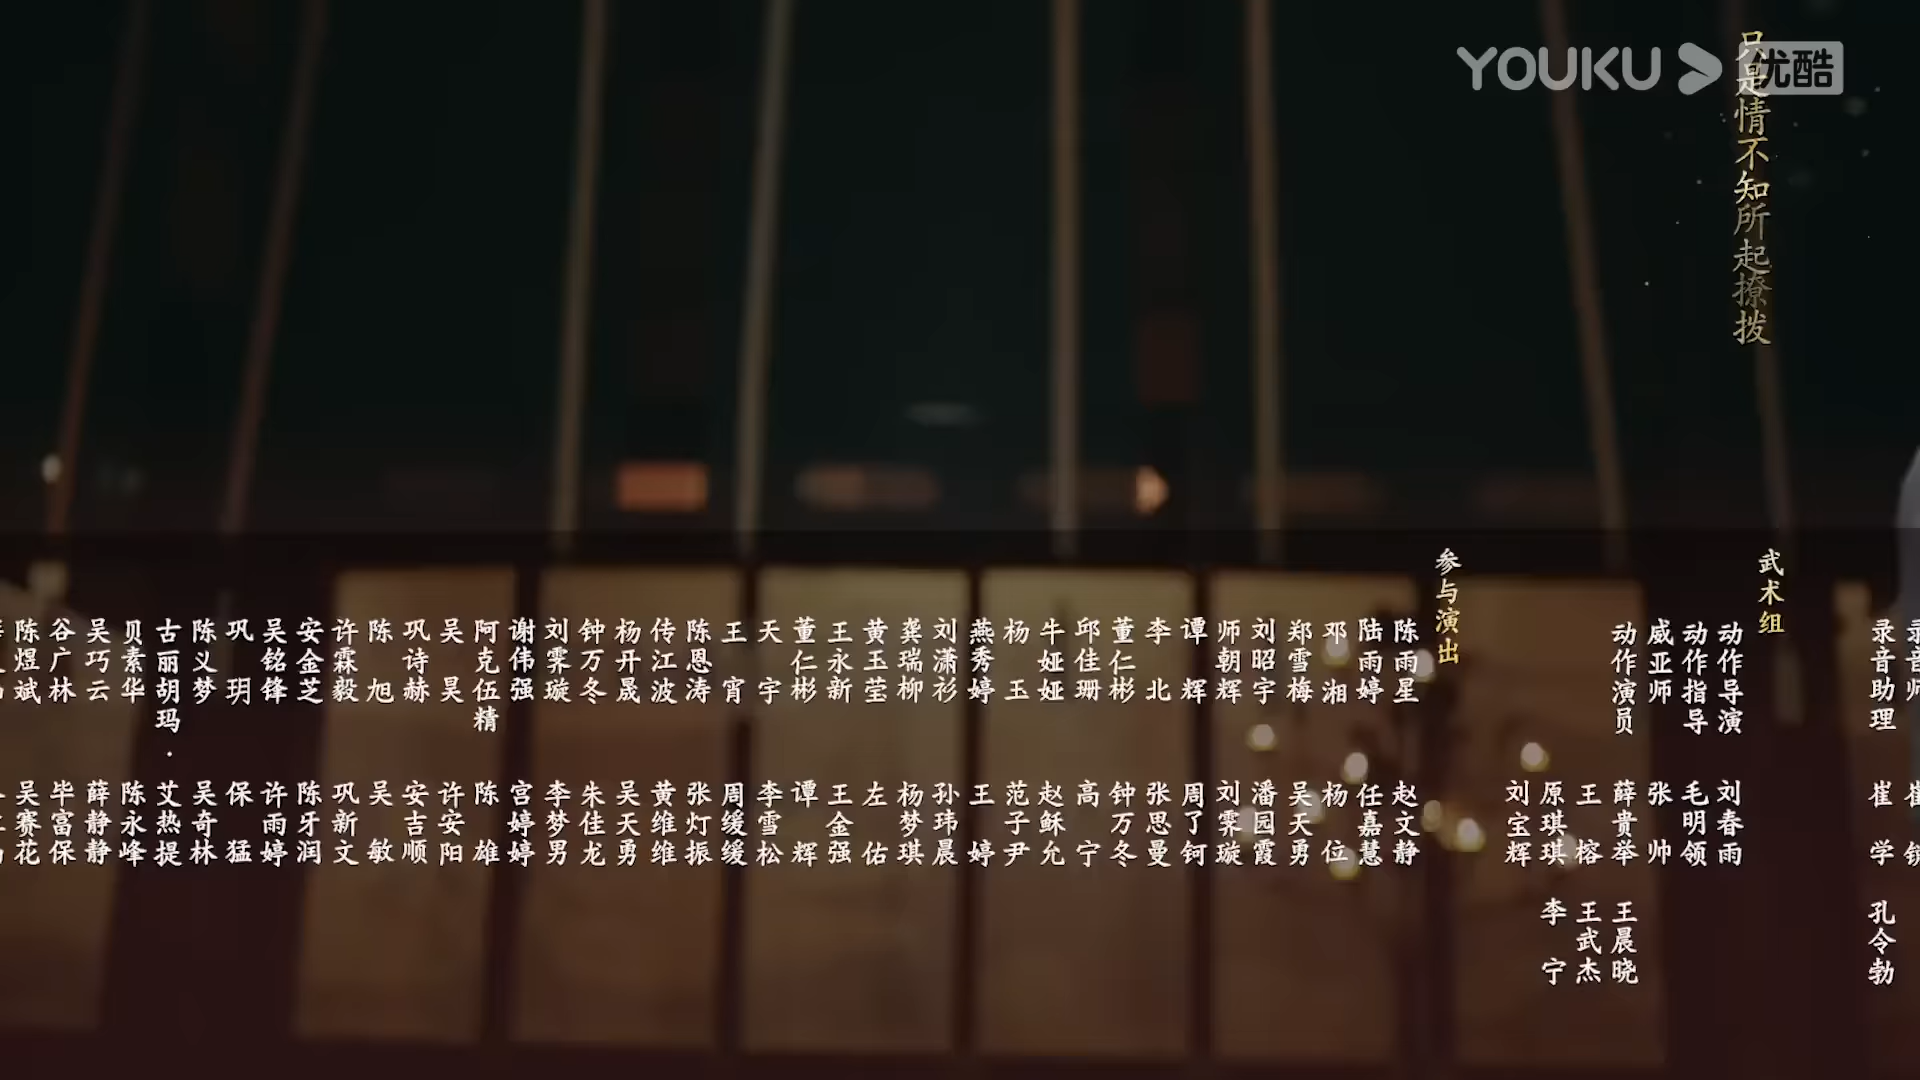 YOUKU 优酷
只是情不知所起撩拨
录音助理 崔学 孔令勃
武术组
动作导演 刘春雨
动作指导 毛明领
威亚师 张帅
动作演员 薛贵举 王晨晓
王榕 王武杰
原琪琪 李宁
刘宝辉
参与演出
陈雨星 赵文静
陆雨婷 任嘉慧
邓湘 杨位
郑雪梅 吴天勇
刘昭宇 潘园霞
师朝辉 刘霁璇
谭辉 周了钶
李北 张思曼
董仁彬 钟万冬
邱佳珊 高宁
牛娅娅 赵稣允
杨玉 范子尹
燕秀婷 王婷
刘潇衫 孙玮晨
龚瑞柳 杨梦琪
黄玉莹 左佑
王永新 王金强
董仁彬 谭辉
天宇 李雪松
王宵 周缓缓
陈恩涛 张灯振
传江波 黄维维
杨开晟 吴天勇
钟万冬 朱佳龙
刘霁璇 李梦男
谢伟强 宫婷婷
阿克伍精 陈雄
吴昊 许安阳
巩诗赫 安吉顺
陈旭 吴敏
许霖毅 巩新文
安金芝 陈牙润
吴铭锋 许雨婷
巩玥 保猛
陈义梦 吴奇林
古丽胡玛·艾热提
贝素华 陈永峰
吴巧云 薛静静
谷广林 毕富保
陈煜斌 吴赛花